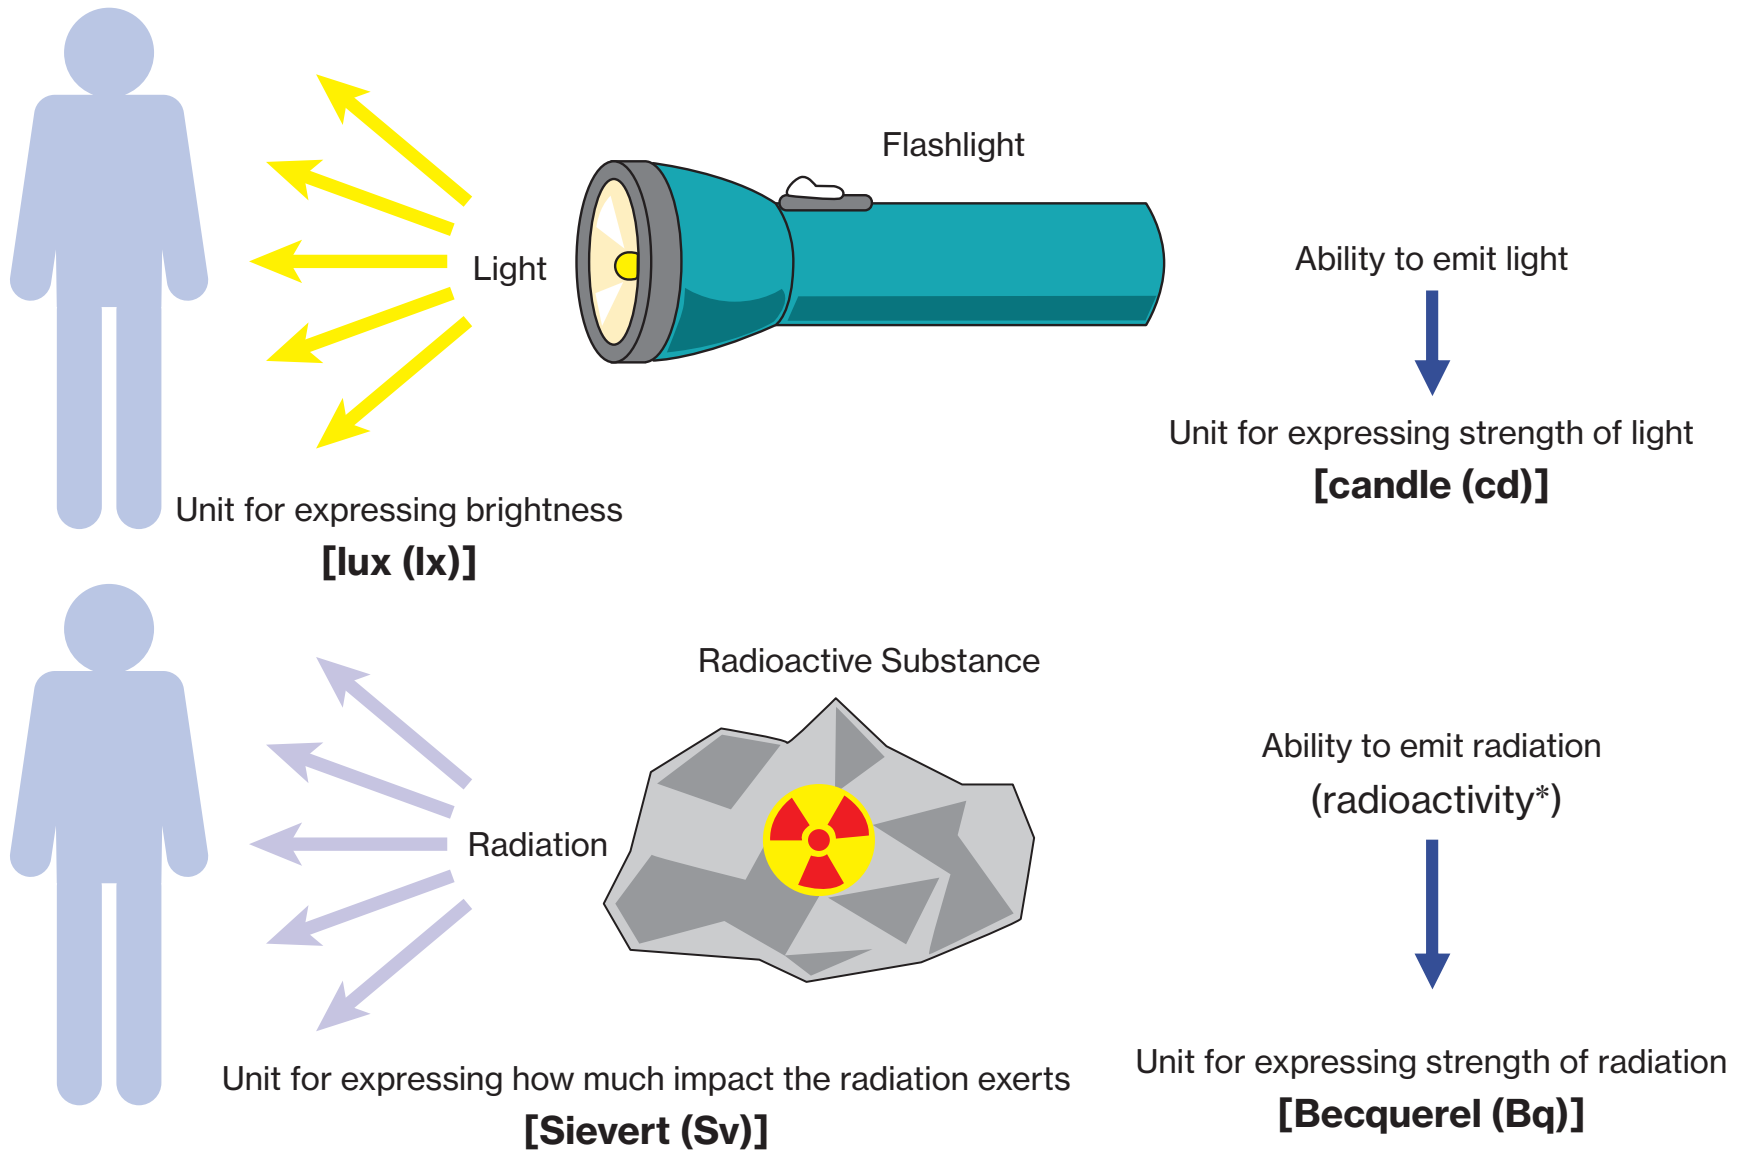 Flashlight
Light
Ability to emit light
Unit for expressing strength of light
[candle (cd)]
Unit for expressing brightness
[lux (lx)]
Radioactive Substance
Radiation
Ability to emit radiation
(radioactivity*)
Unit for expressing how much impact the radiation exerts
[Sievert (Sv)]
Unit for expressing strength of radiation
[Becquerel (Bq)]